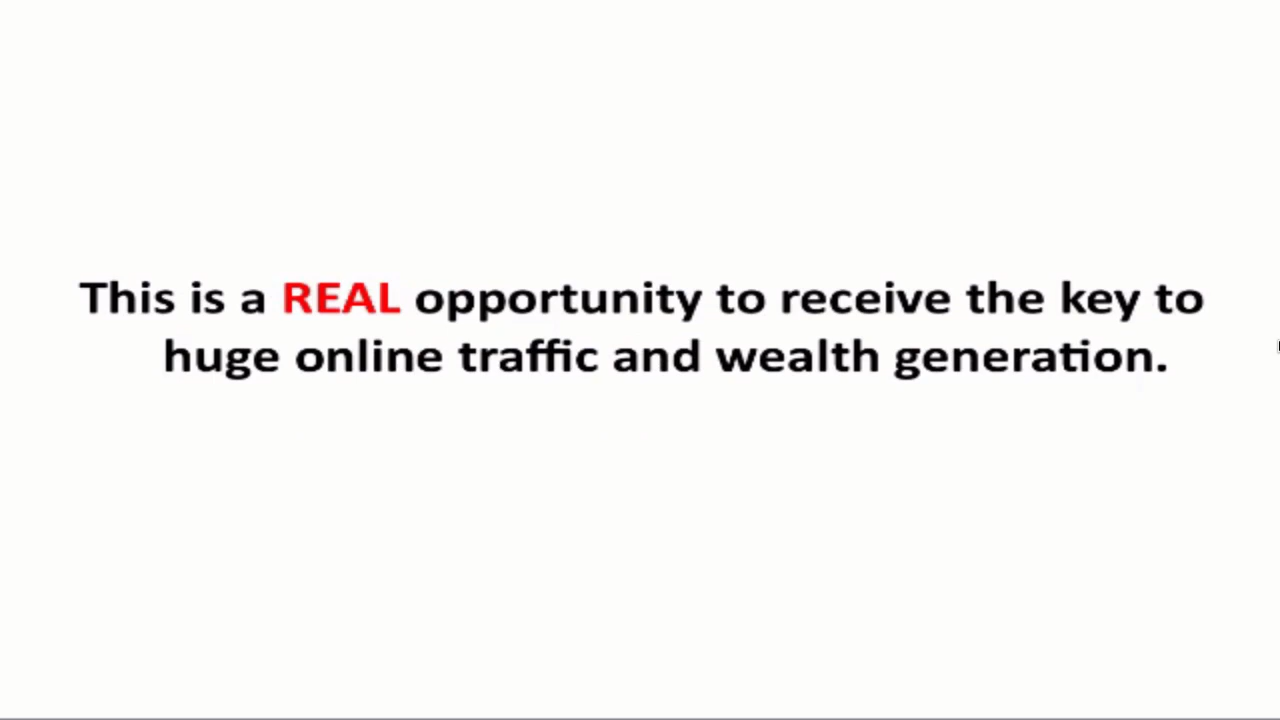 This is a REAL opportunity to receive the key to
huge online traffic and wealth generation.